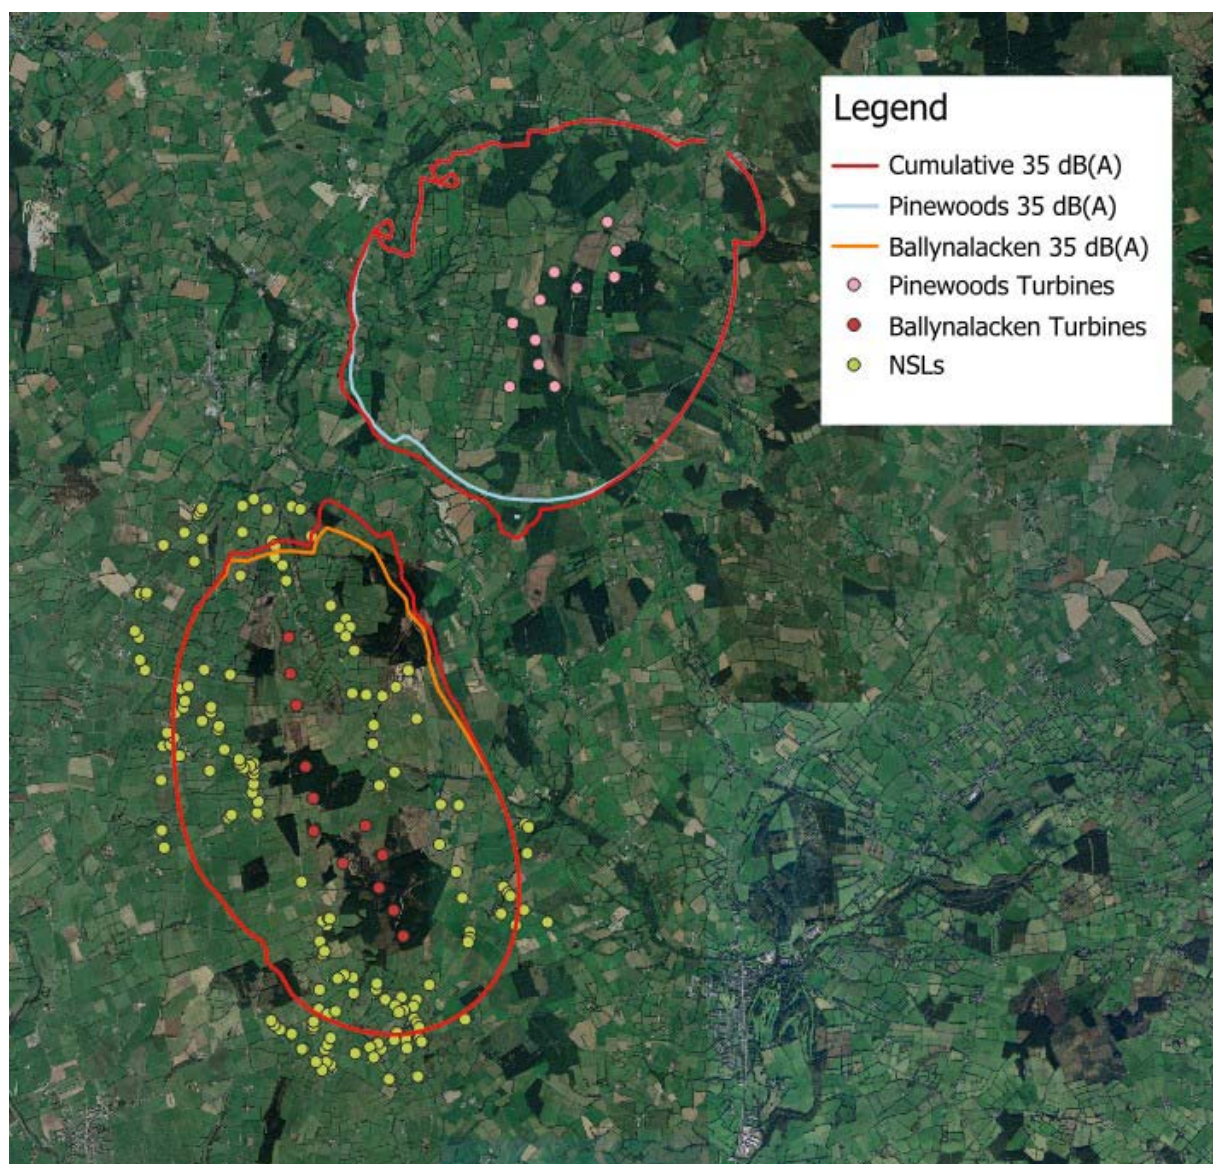 Legend
Cumulative 35 dB(A)
Pinewoods 35 dB(A)
Ballynalacken 35 dB(A)
Pinewoods Turbines
Ballynalacken Turbines
NSLs